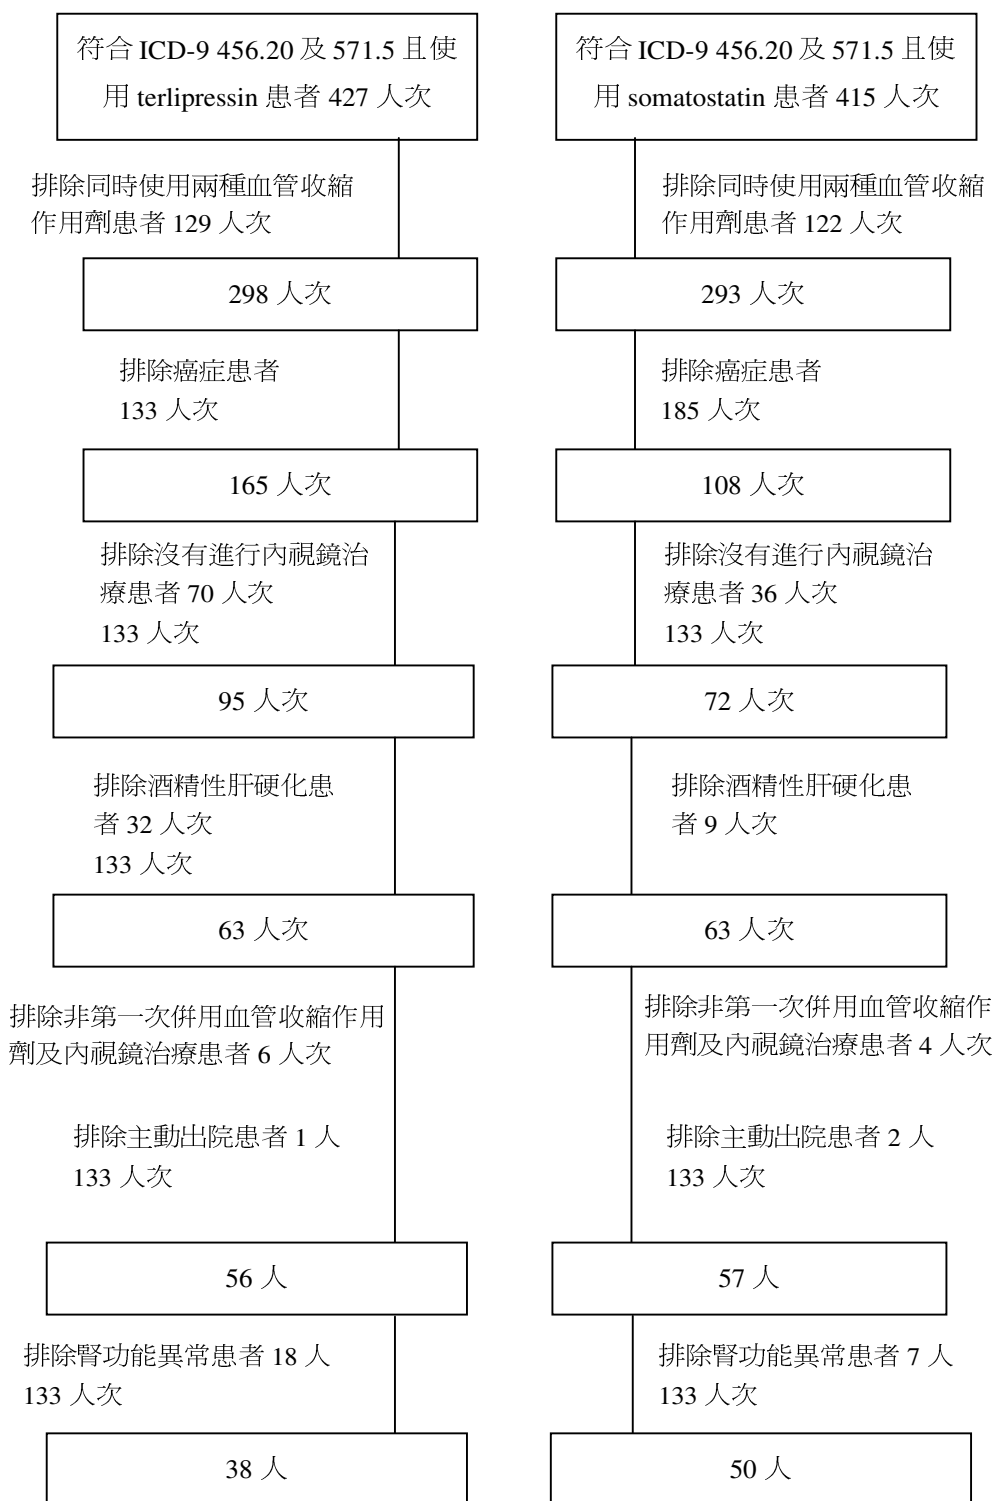 符合 ICD-9 456.20 及 571.5 且使
用 terlipressin 患者 427 人次
排除同時使用兩種血管收縮
作用劑患者 129 人次
298 人次
排除癌症患者
133 人次
165 人次
排除沒有進行內視鏡治
療患者 70 人次
133 人次
95 人次
排除酒精性肝硬化患
者 32 人次
133 人次
63 人次
排除非第一次併用血管收縮作用
劑及內視鏡治療患者 6 人次
排除主動出院患者 1 人
133 人次
56 人
排除腎功能異常患者 18 人
133 人次
38 人
符合 ICD-9 456.20 及 571.5 且使
用 somatostatin 患者 415 人次
排除同時使用兩種血管收縮
作用劑患者 122 人次
293 人次
排除癌症患者
185 人次
108 人次
排除沒有進行內視鏡治
療患者 36 人次
133 人次
72 人次
排除酒精性肝硬化患
者 9 人次
63 人次
排除非第一次併用血管收縮作
用劑及內視鏡治療患者 4 人次
排除主動出院患者 2 人
133 人次
57 人
排除腎功能異常患者 7 人
133 人次
50 人